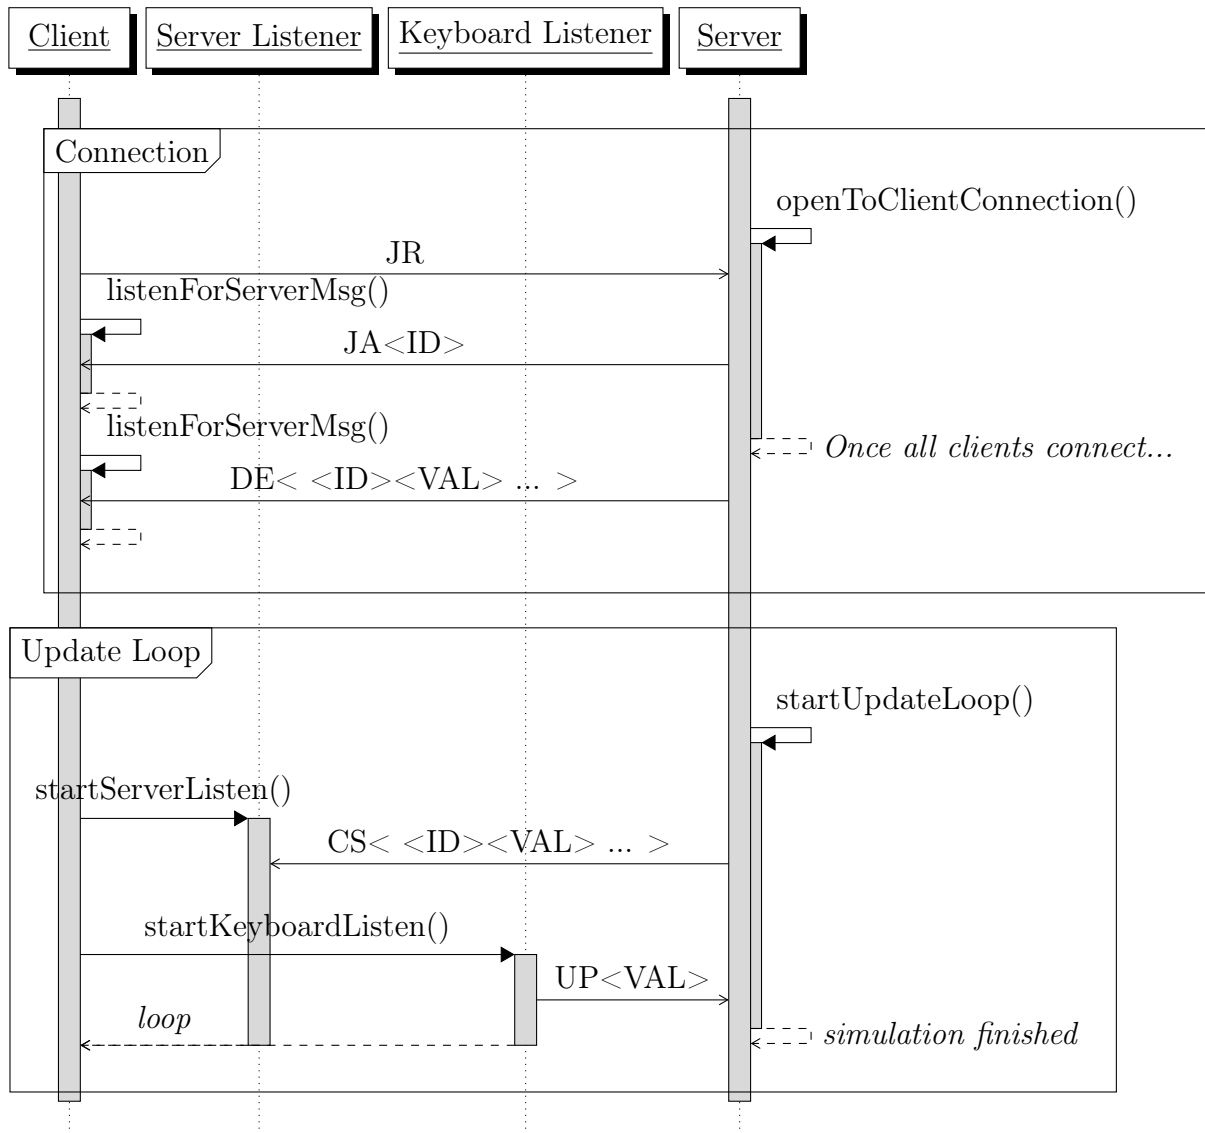 Client
Server Listener
Keyboard Listener
Server
Connection
openToClientConnection()
JR
listenForServerMsg()
JA<ID>
listenForServerMsg()
Once all clients connect...
DE< <ID><VAL> ... >
Update Loop
startUpdateLoop()
startServerListen()
CS< <ID><VAL> ... >
startKeyboardListen()
UP<VAL>
loop
simulation finished